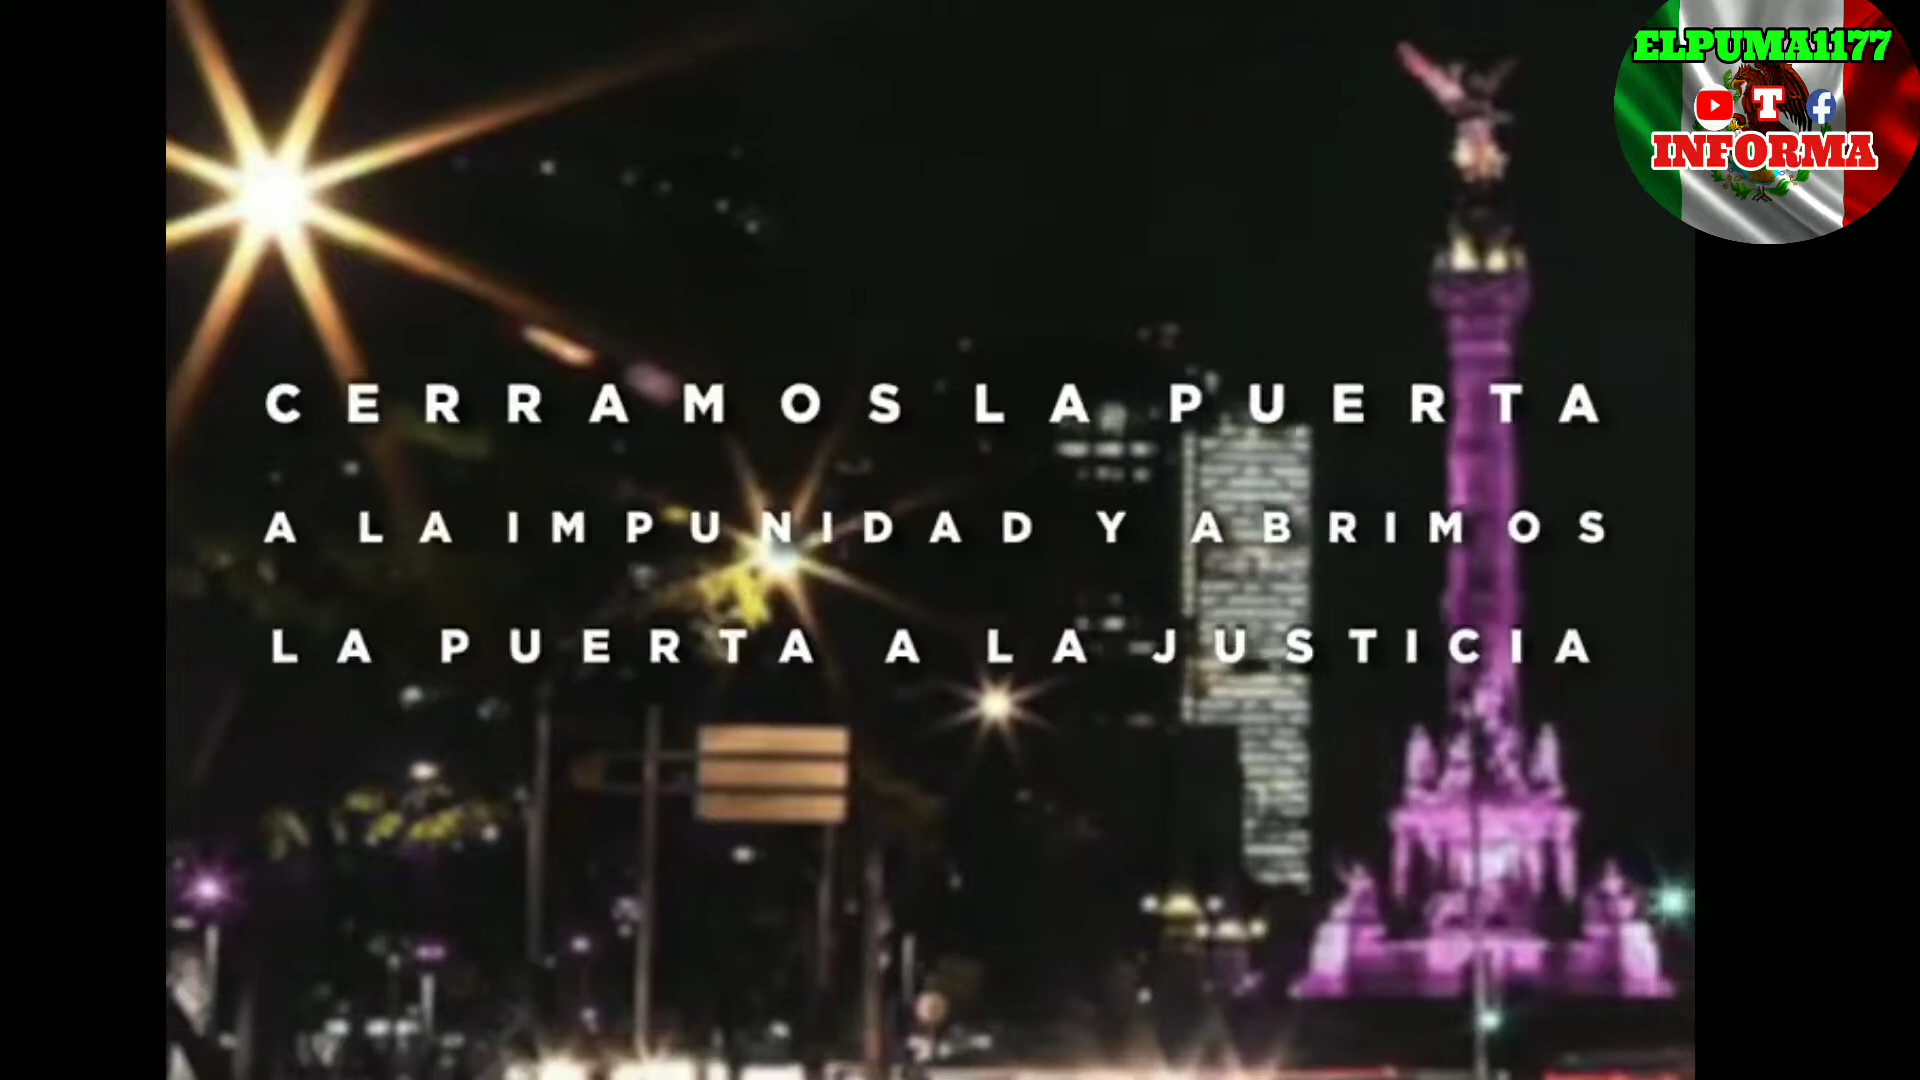 ELPUMA1177
T f
INFORMA
CERRAMOS LA PUERTA
A LA IMPUNIDAD Y ABRIMOS
LA PUERTA A LA JUSTICIA